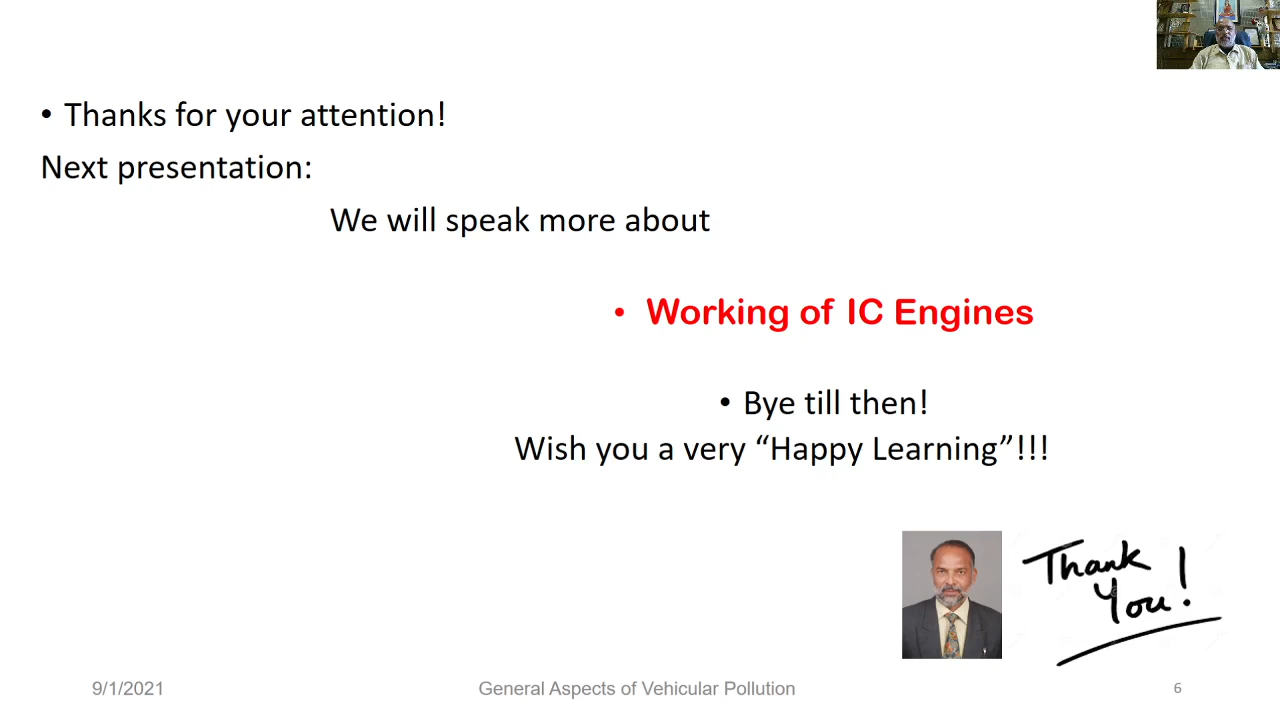 • Thanks for your attention!
Next presentation:
We will speak more about
• Working of IC Engines
• Bye till then!
Wish you a very “Happy Learning”!!!
Thank
You!
9/1/2021 General Aspects of Vehicular Pollution 6